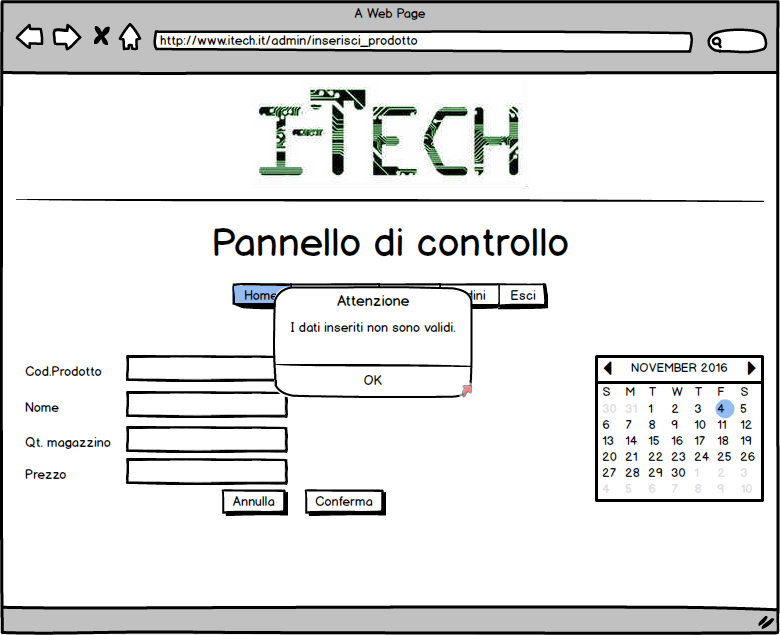 A Web Page
http://www.itech.it/admin/inserisci_prodotto
I-TECH
Pannello di controllo
Home Esci
Attenzione
I dati inseriti non sono validi.
OK
Cod.Prodotto
Nome
Qt. magazzino
Prezzo
Annulla Conferma
NOVEMBER 2016
S M T W T F S
30 31 1 2 3 4 5
6 7 8 9 10 11 12
13 14 15 16 17 18 19
20 21 22 23 24 25 26
27 28 29 30 1 2 3
4 5 6 7 8 9 10